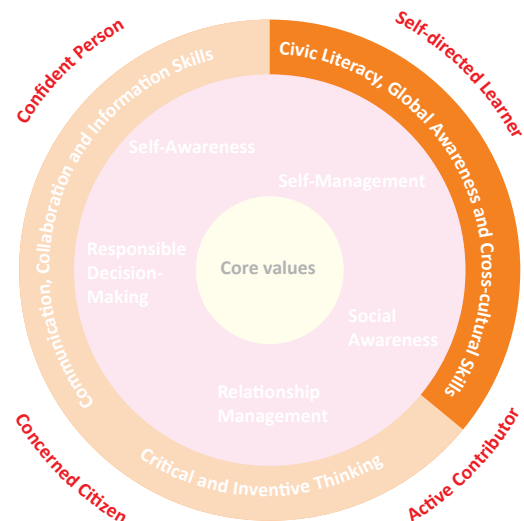 Confident Person
Self-directed Learner
Communication, Collaboration and Information Skills
Civic Literacy, Global Awareness and Cross-cultural Skills
Self-Awareness
Self-Management
Responsible
Decision-
Making
Core values
Social
Awareness
Relationship
Management
Critical and Inventive Thinking
Concerned Citizen
Active Contributor